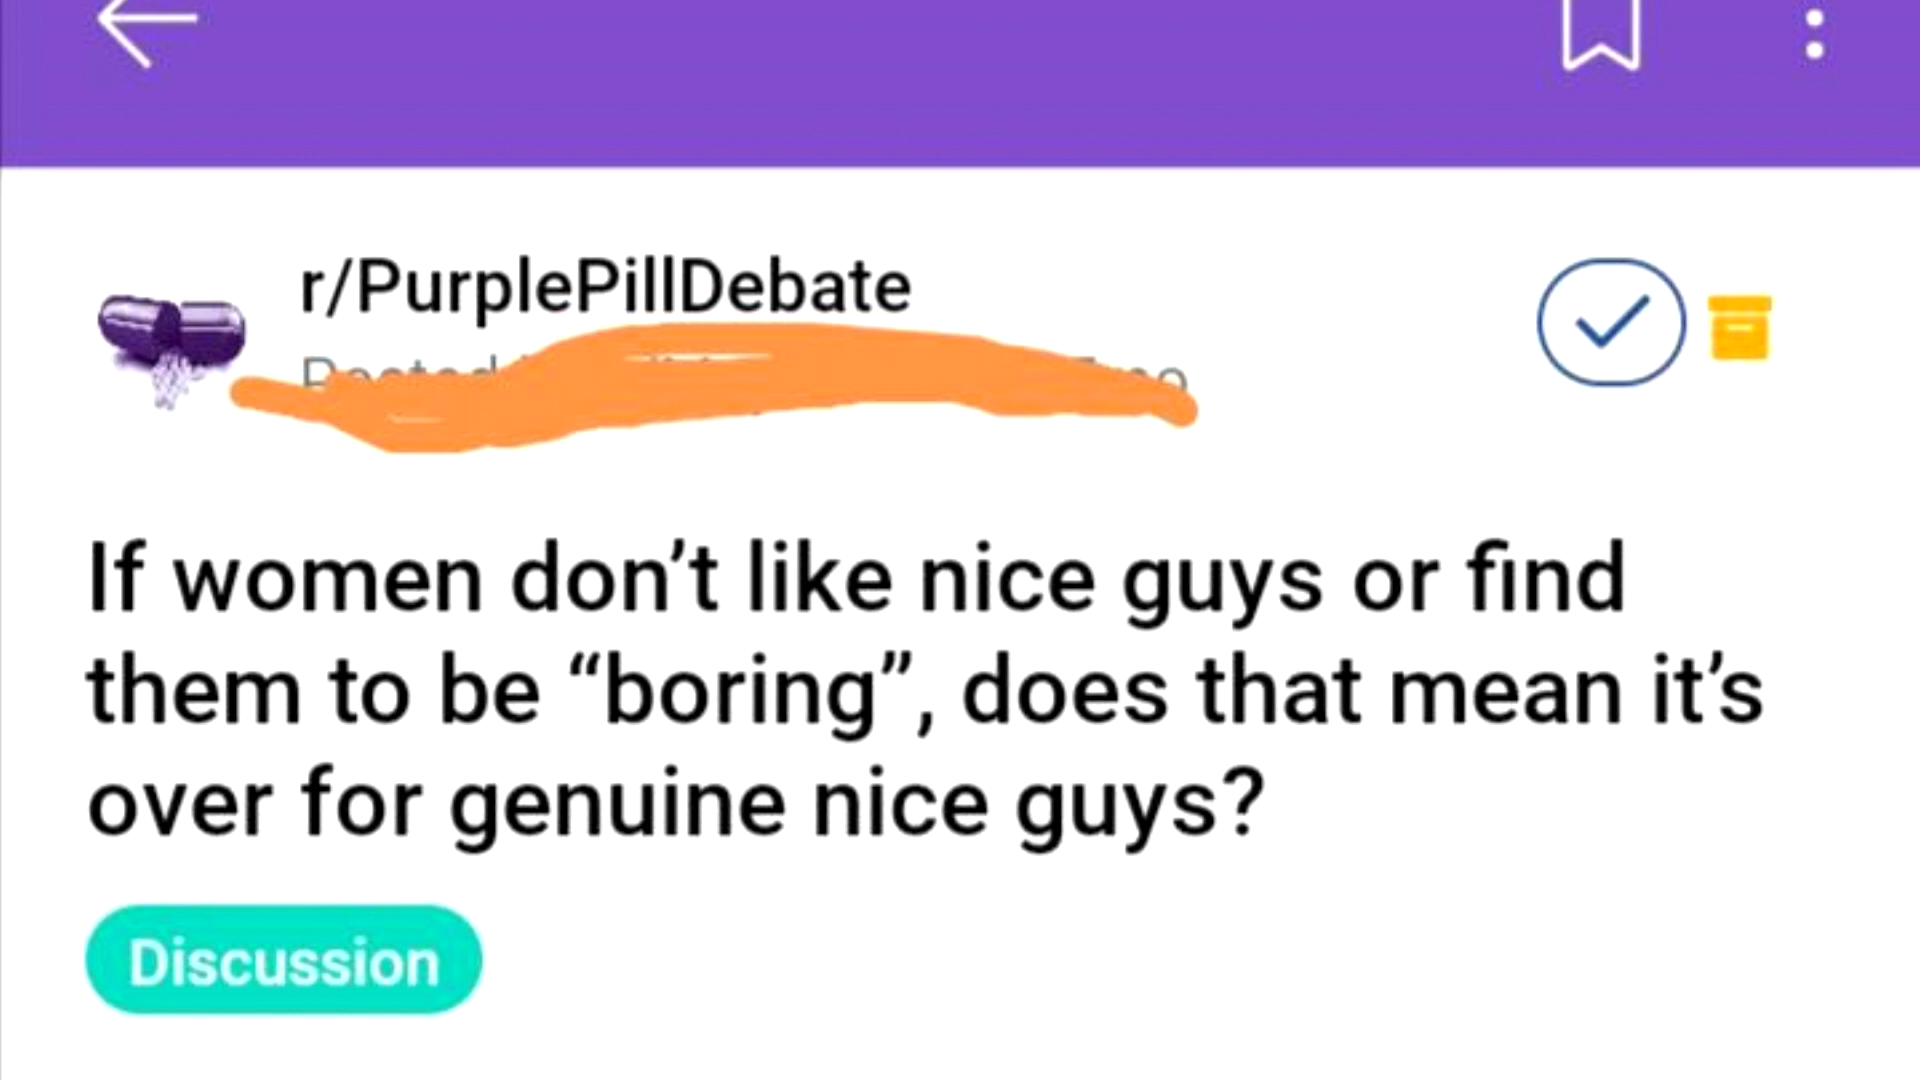 r/PurplePillDebate
Posted
If women don’t like nice guys or find
them to be “boring”, does that mean it’s
over for genuine nice guys?
Discussion